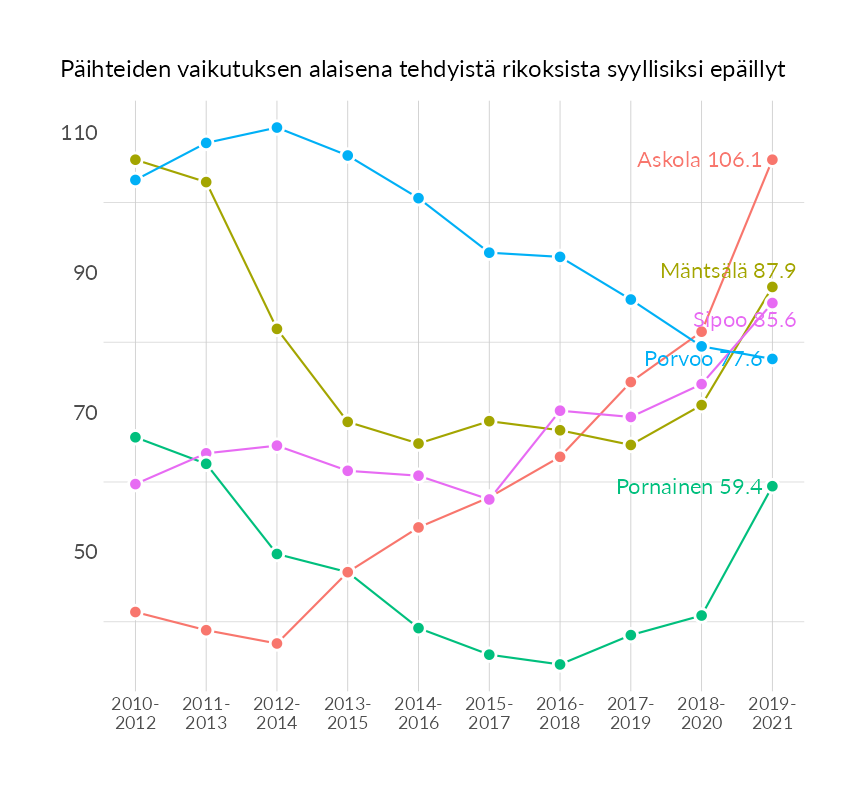 Päihteiden vaikutuksen alaisena tehdyistä rikoksista syyllisiksi epäillyt
110
Askola 106.1
90
Mäntsälä 87.9
Sipoo 85.6
Porvoo 77.6
70
Pornainen 59.4
50
2010- 2011- 2012- 2013- 2014- 2015- 2016- 2017- 2018- 2019-
2012 2013 2014 2015 2016 2017 2018 2019 2020 2021